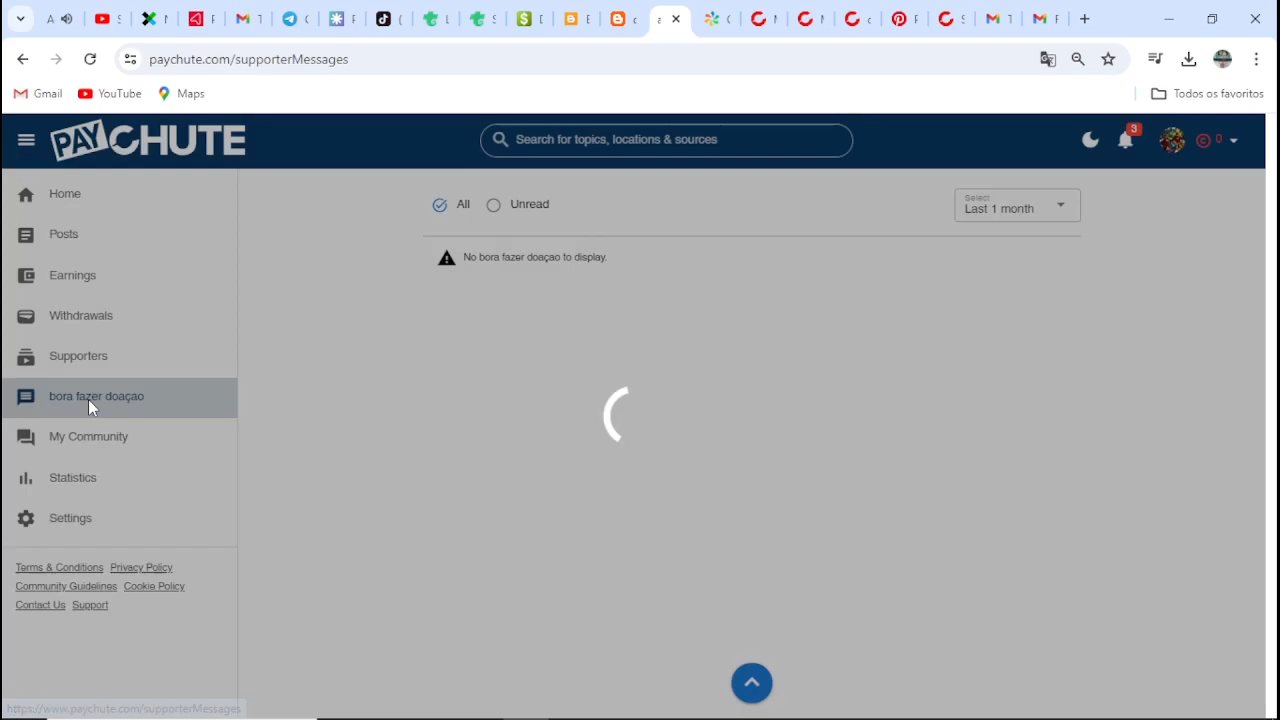 paychute.com/supporterMessages
Gmail YouTube Maps Todos os favoritos
PAYCHUTE
Search for topics, locations & sources
3
0
Home
Posts
Earnings
Withdrawals
Supporters
bora fazer doaçao
My Community
Statistics
Settings
Terms & Conditions Privacy Policy
Community Guidelines Cookie Policy
Contact Us Support
All Unread
Select
Last 1 month
No bora fazer doaçao to display.
https://www.paychute.com/supporterMessages